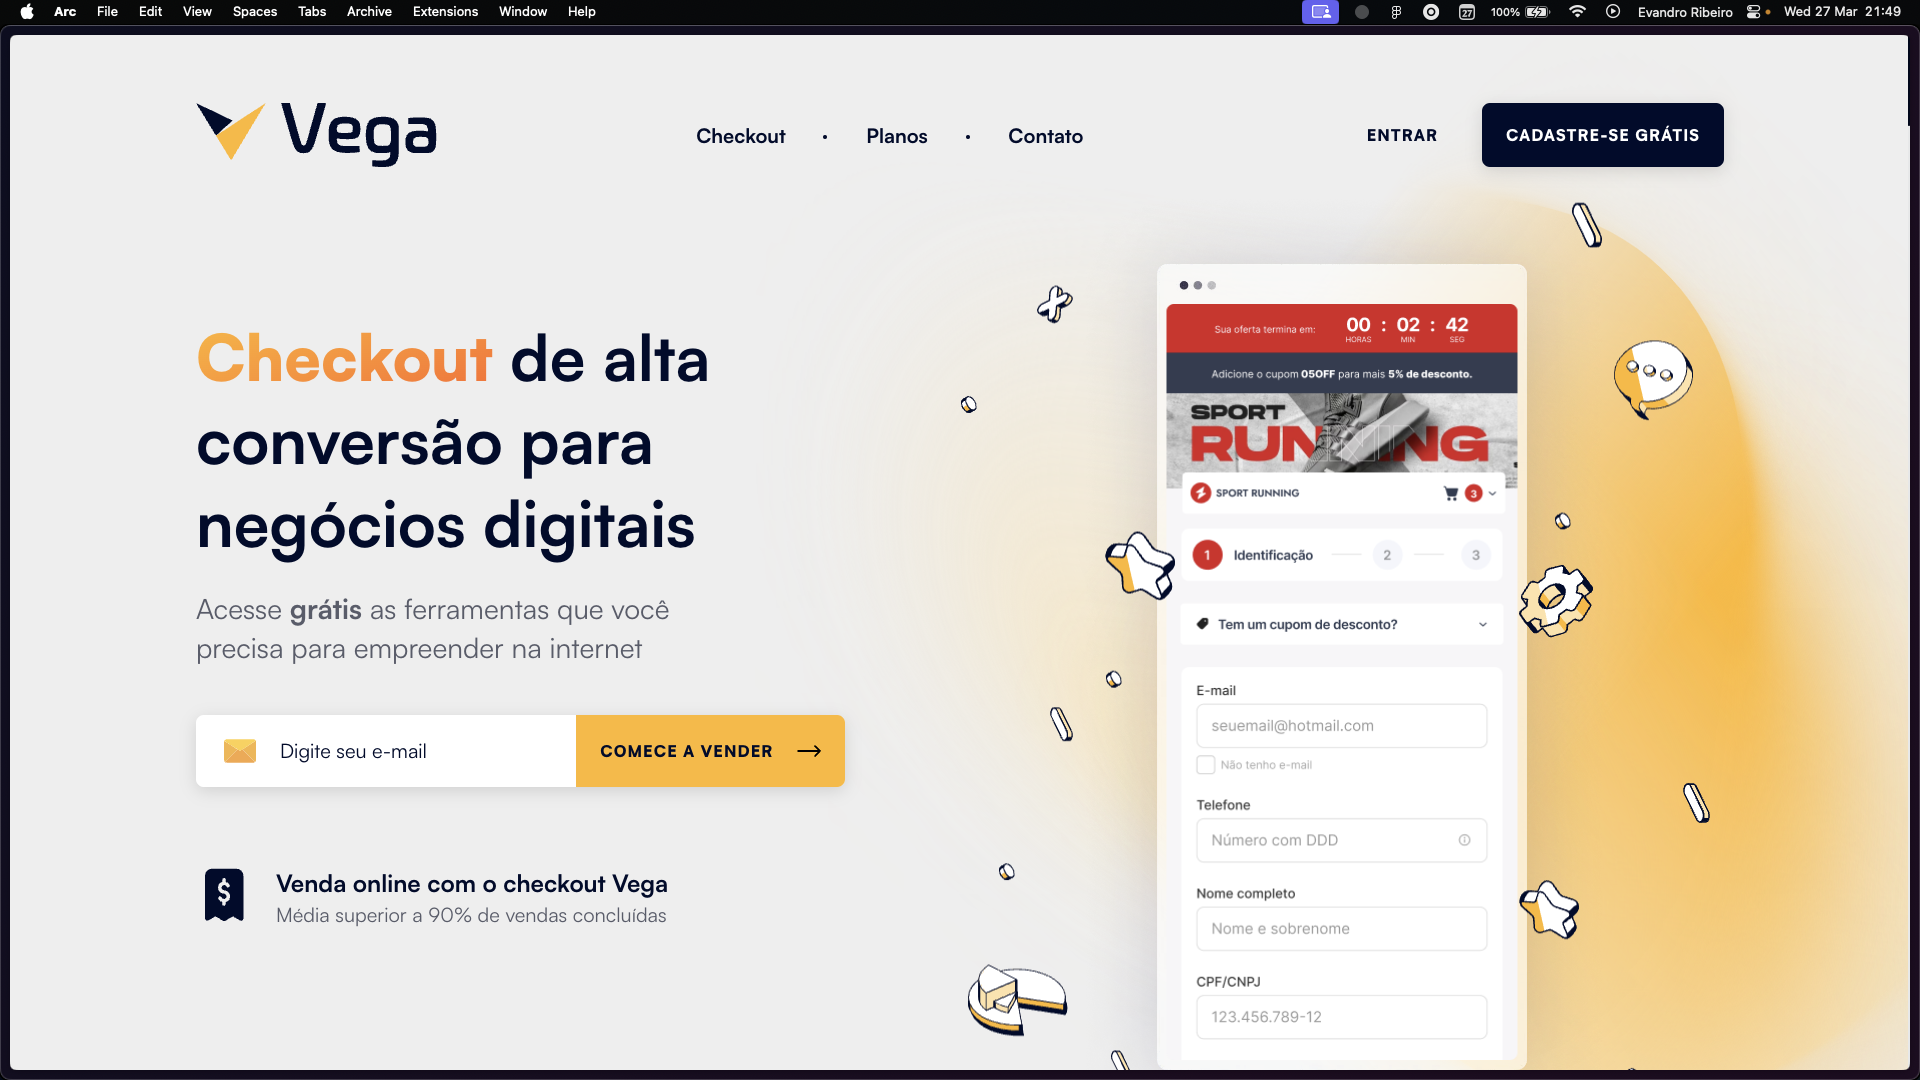 Arc File Edit View Spaces Tabs Archive Extensions Window Help
27 100% Evandro Ribeiro Wed 27 Mar 21:49
Vega
Checkout · Planos · Contato
ENTRAR
CADASTRE-SE GRÁTIS
Checkout de alta
conversão para
negócios digitais
Acesse grátis as ferramentas que você
precisa para empreender na internet
Digite seu e-mail
COMECE A VENDER
$
Venda online com o checkout Vega
Média superior a 90% de vendas concluídas
Sua oferta termina em: 00 : 02 : 42
HORAS MIN SEG
Adicione o cupom 05OFF para mais 5% de desconto.
SPORT
RUNNING
SPORT RUNNING 3
1 Identificação 2 3
Tem um cupom de desconto?
E-mail
seuemail@hotmail.com
Não tenho e-mail
Telefone
Número com DDD
Nome completo
Nome e sobrenome
CPF/CNPJ
123.456.789-12